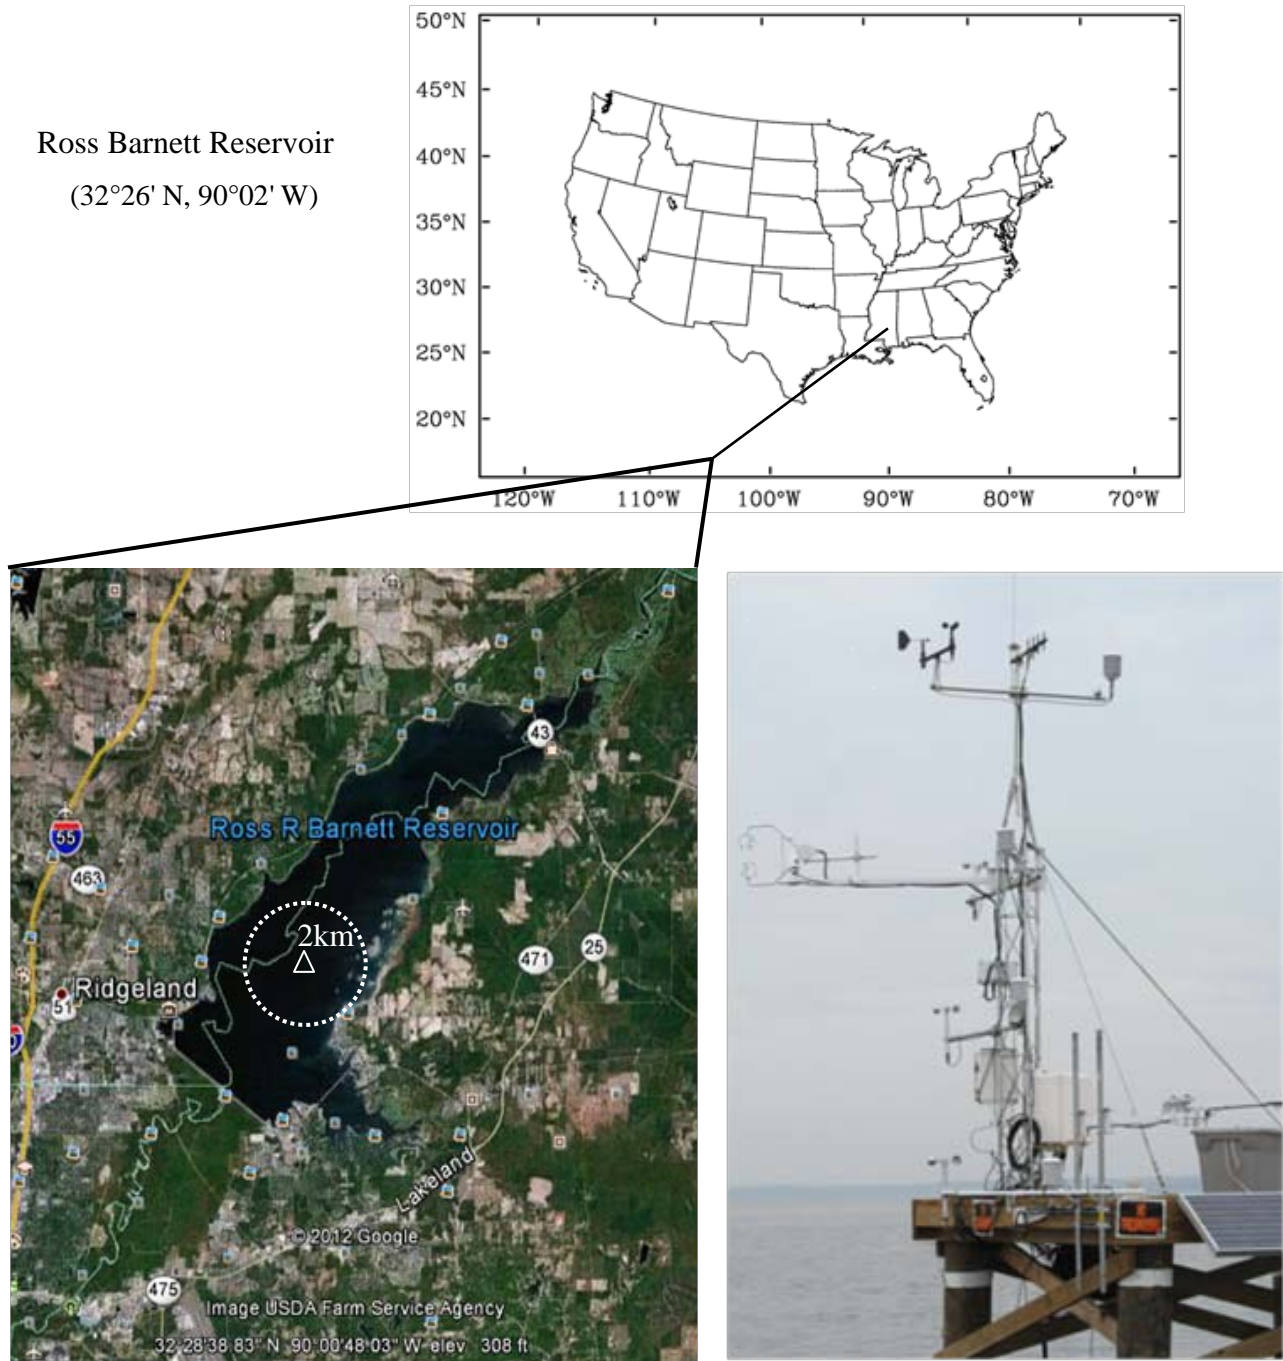 Ross Barnett Reservoir
(32°26' N, 90°02' W)
50°N
45°N
40°N
35°N
30°N
25°N
20°N
120°W 110°W 100°W 90°W 80°W 70°W
43
Ross R Barnett Reservoir
55
463
2km
471
25
Ridgeland
51
Lakeland
© 2012 Google
475
Image USDA Farm Service Agency
32°28'38.83" N 90°00'48.03" W elev 308 ft